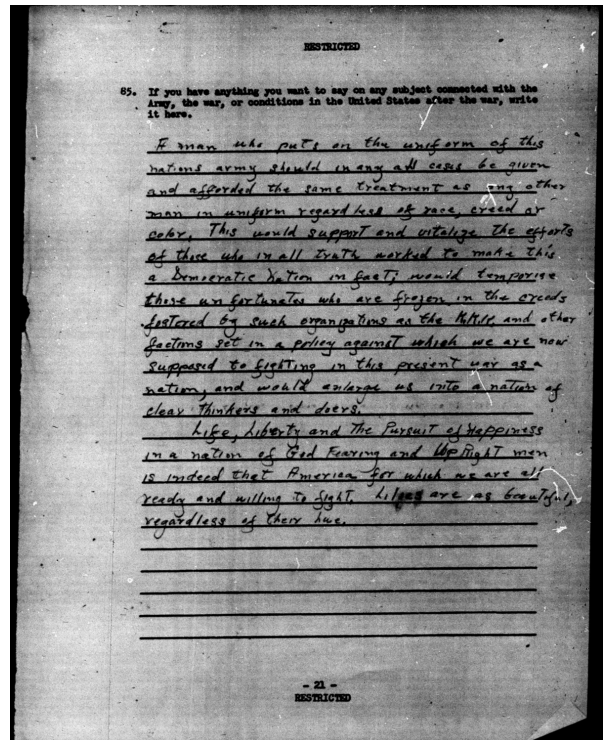 RESTRICTED
85. If you have anything you want to say on any subject connected with the
Army, the war, or conditions in the United States after the war, write
it here.
A man who puts on the uniform of this
nations army should in any all cases be given
and afforded the same treatment as any other
man in uniform regardless of race, creed or
color. This would support and vitalize the efforts
of those who in all truth worked to make this
a Democratic Nation in fact; would temporise
those unfortunates who are frozen in the creeds
fostered by such organizations as the K.K.K. and other
factions set in a policy against which we are now
supposed to fighting in this present war as a
nation, and would enlarge us into a nation of
clear thinkers and doers.
Life, Liberty and The Pursuit of Happiness
in a nation of God Fearing and UpRight men
is indeed that America for which we are all
ready and willing to fight. Lilies are as beautiful,
regardless of their hue.
- 21 -
RESTRICTED